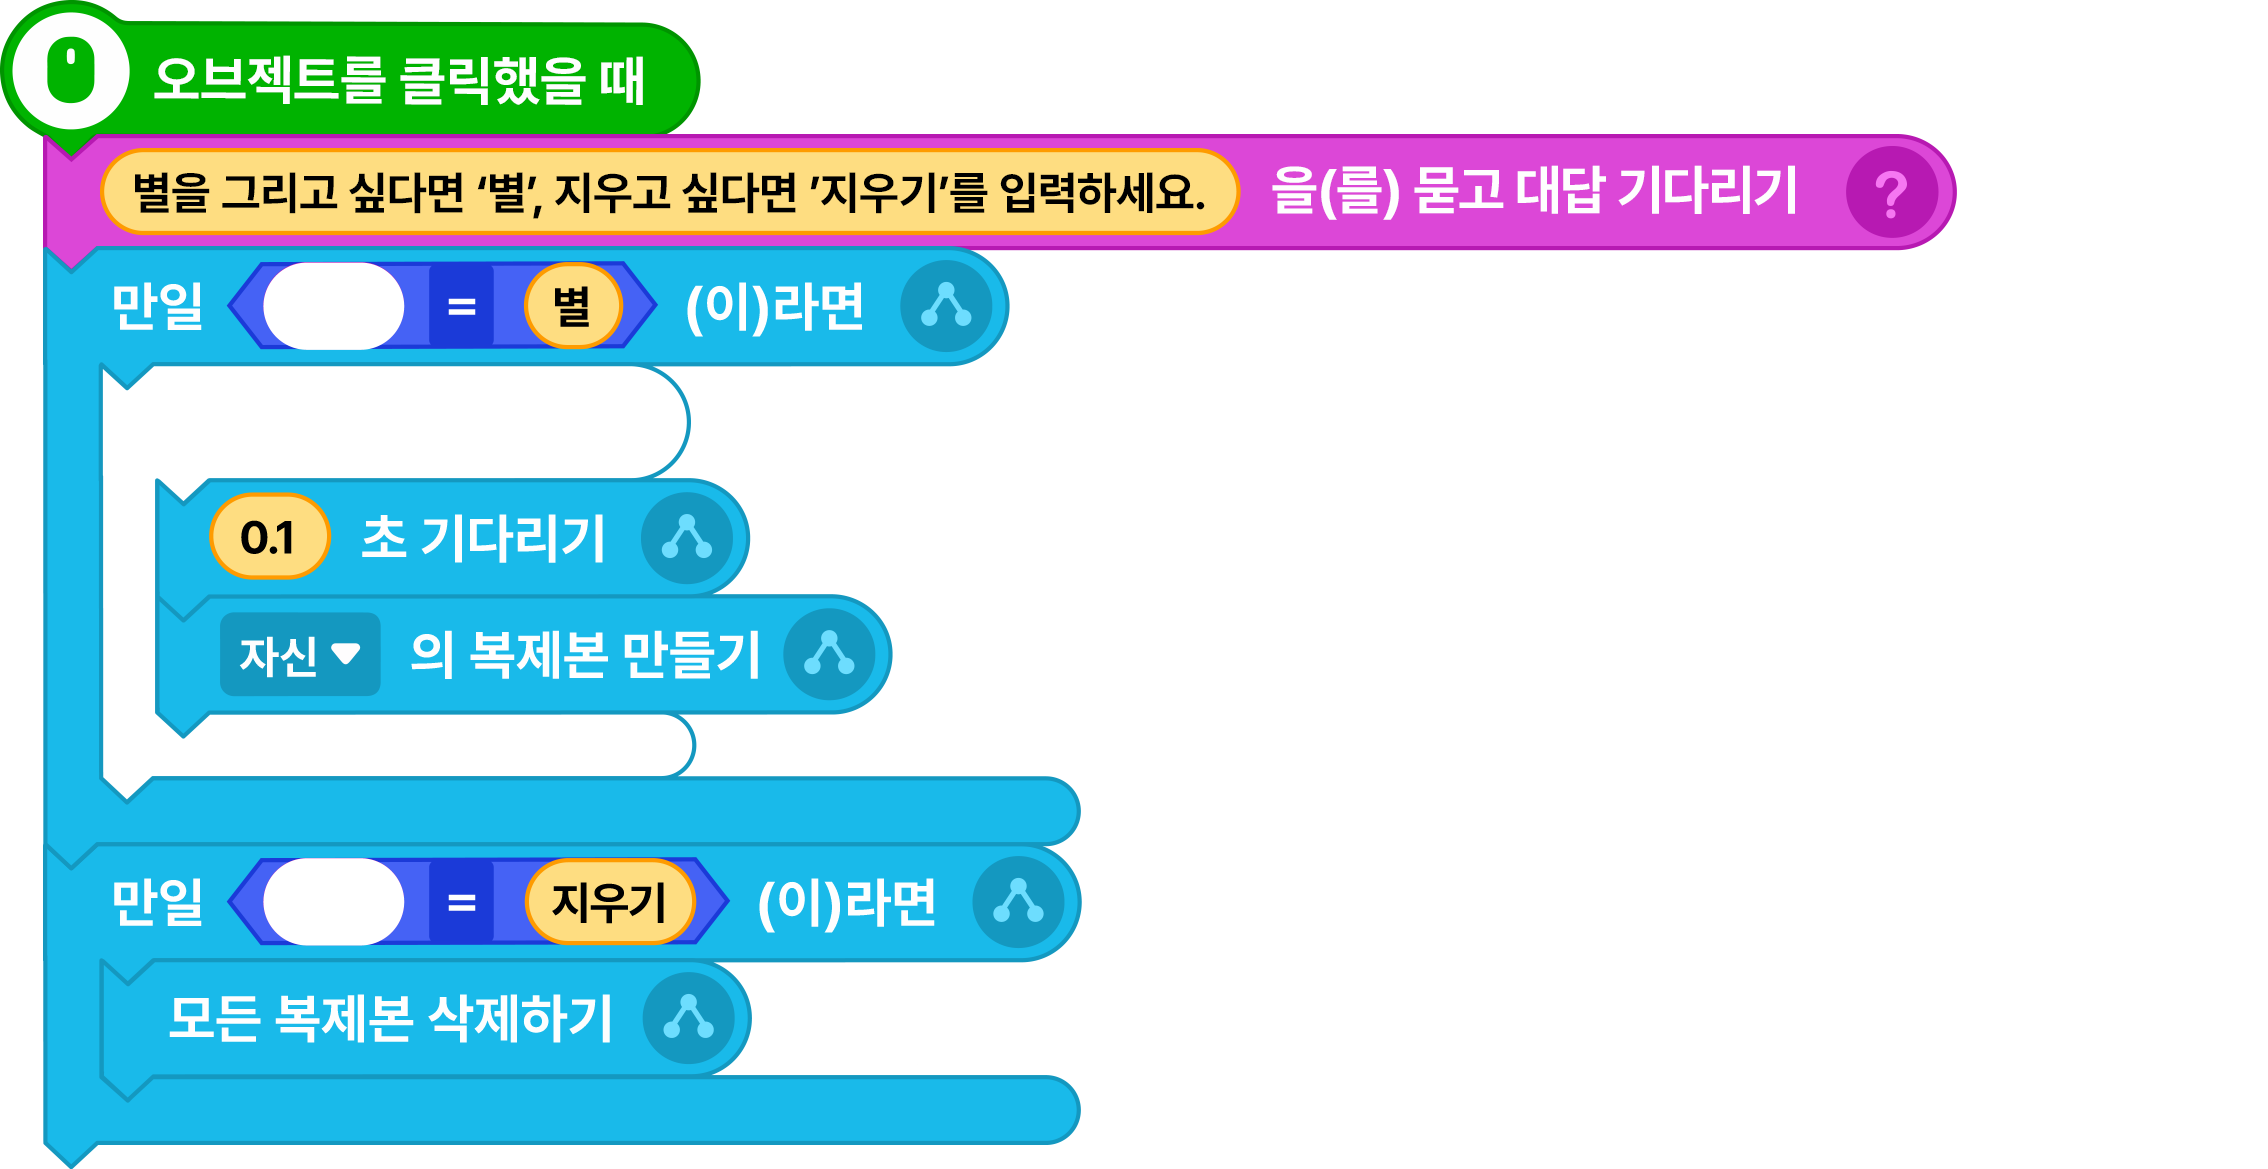 오브젝트를 클릭했을 때
별을 그리고 싶다면 ‘별’, 지우고 싶다면 ’지우기’를 입력하세요. 을(를) 묻고 대답 기다리기 ?
만일 = 별 (이)라면
0.1 초 기다리기
자신 의 복제본 만들기
만일 = 지우기 (이)라면
모든 복제본 삭제하기